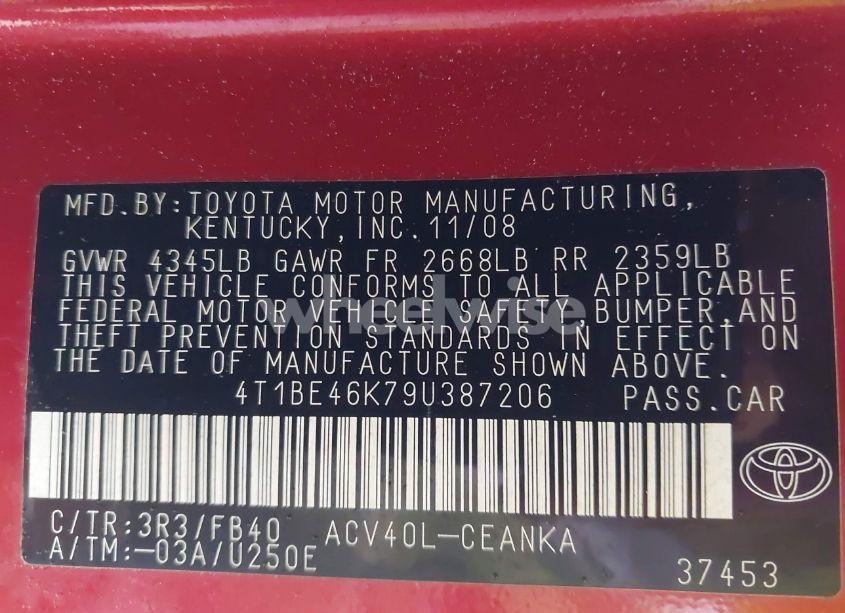 MFD.BY:TOYOTA MOTOR MANUFACTURING,
KENTUCKY,INC.11/08
GVWR 4345LB GAWR FR 2668LB RR 2359LB
THIS VEHICLE CONFORMS TO ALL APPLICABLE
FEDERAL MOTOR VEHICLE SAFETY,BUMPER,AND
THEFT PREVENTION STANDARDS IN EFFECT ON
THE DATE OF MANUFACTURE SHOWN ABOVE.
4T1BE46K79U387206 PASS.CAR
C/TR:3R3/FB40 ACV40L-CEANKA
A/TM:-03A/U250E
37453
wheelwise